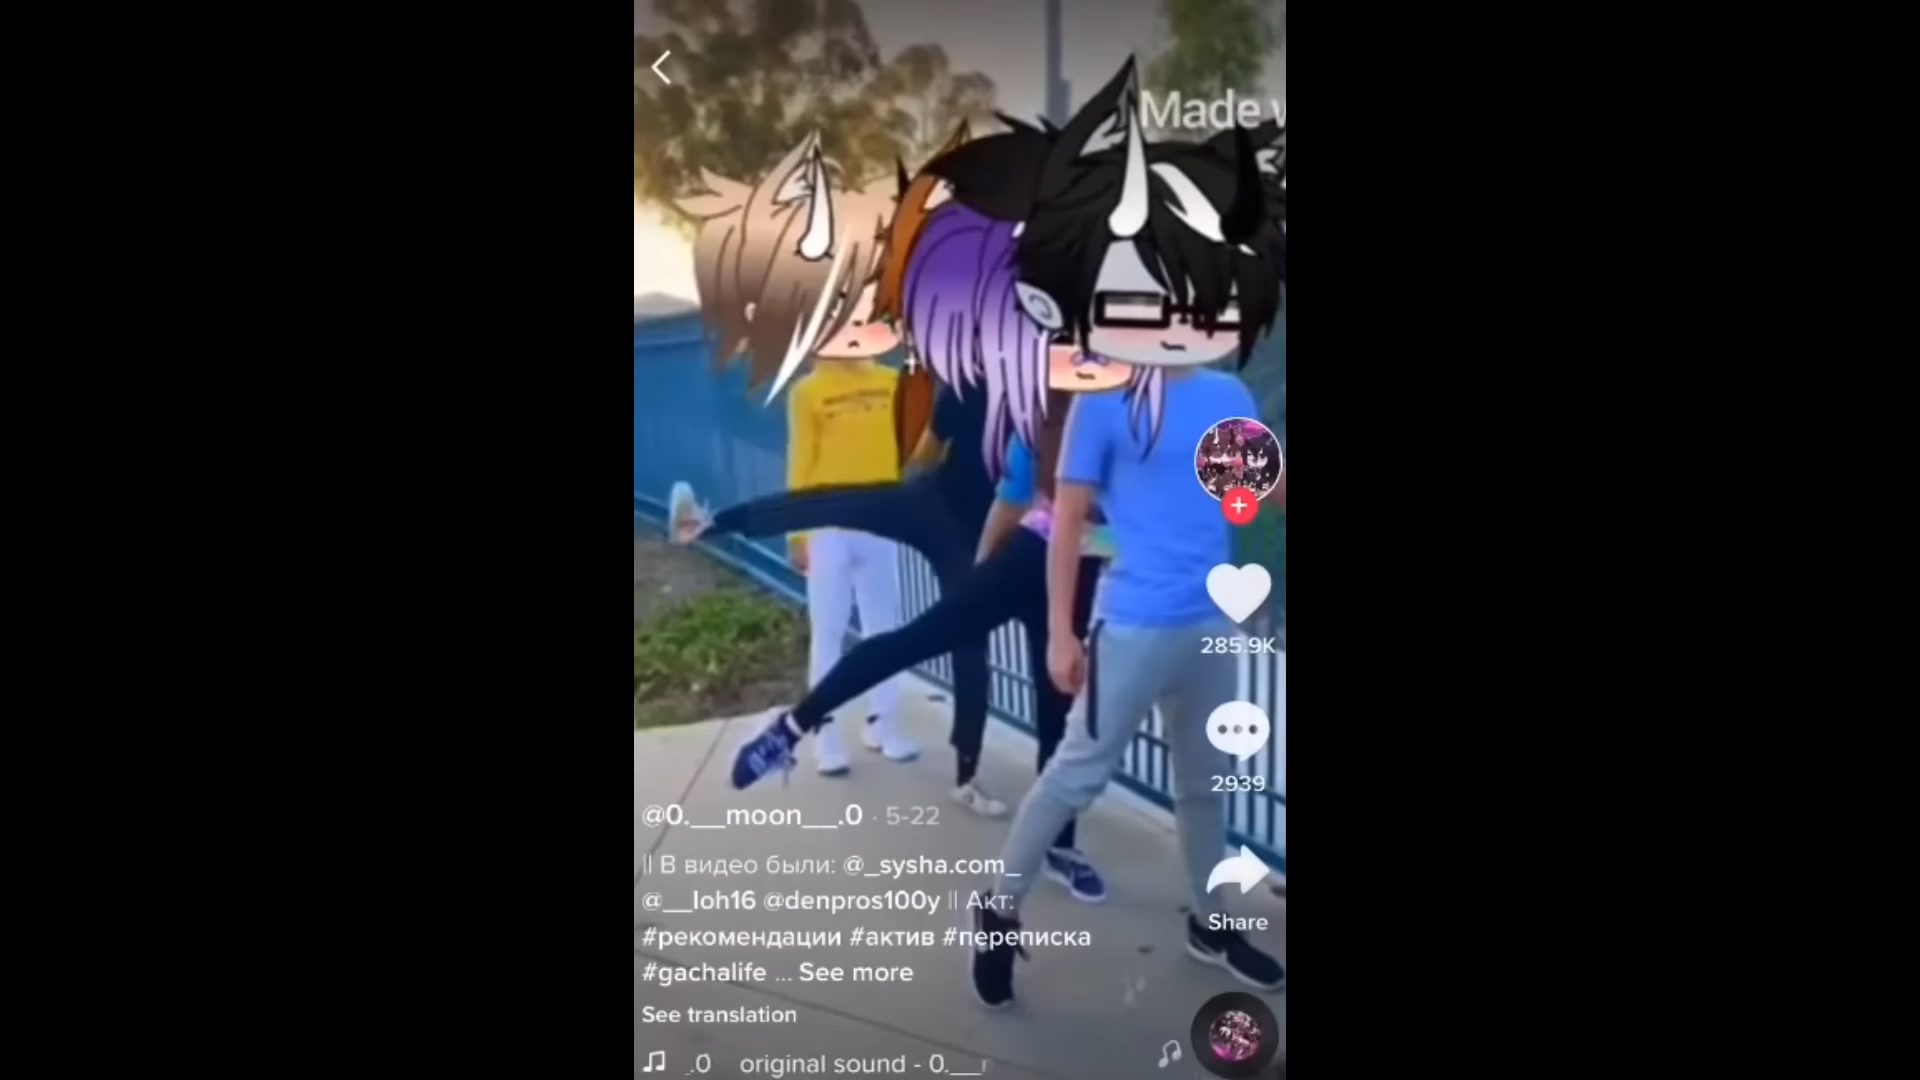 Made
285.9K
2939
@0.__moon__.0 · 5-22
|| В видео были: @_sysha.com_
@__loh16 @denpros100y || Акт:
#рекомендации #актив #переписка
Share
#gachalife ... See more
See translation
_.0 original sound - 0.__